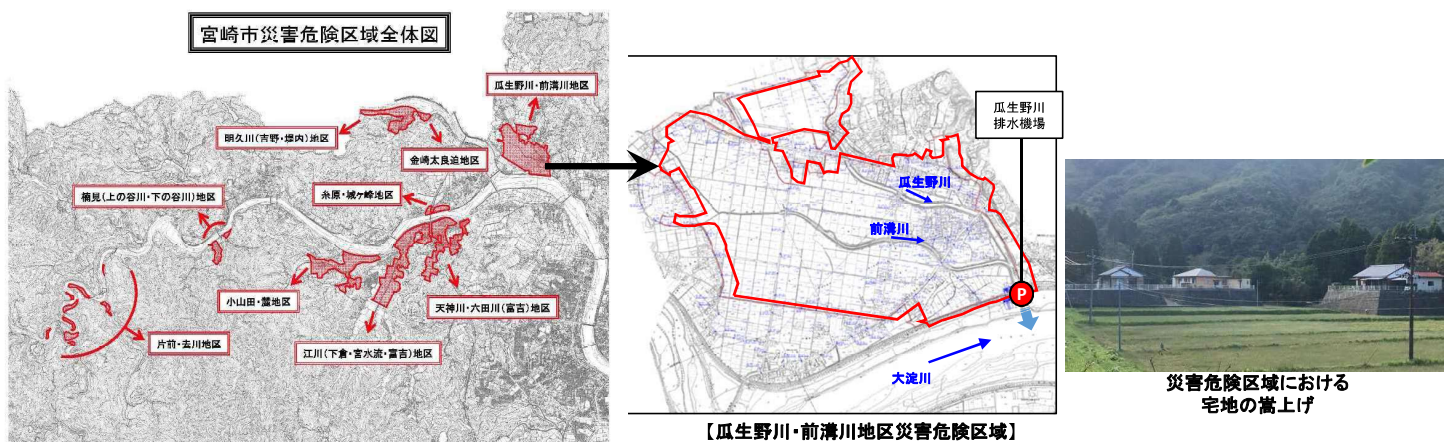 宮崎市災害危険区域全体図
瓜生野川・前溝川地区
明久川(吉野・堀内)地区
金崎太良迫地区
糸原・城ヶ峰地区
楠見(上の谷川・下の谷川)地区
小山田・麓地区
天神川・六田川(富吉)地区
片前・去川地区
江川(下倉・宮水流・富吉)地区
瓜生野川
排水機場
瓜生野川
前溝川
P
大淀川
【瓜生野川・前溝川地区災害危険区域】
災害危険区域における
宅地の嵩上げ